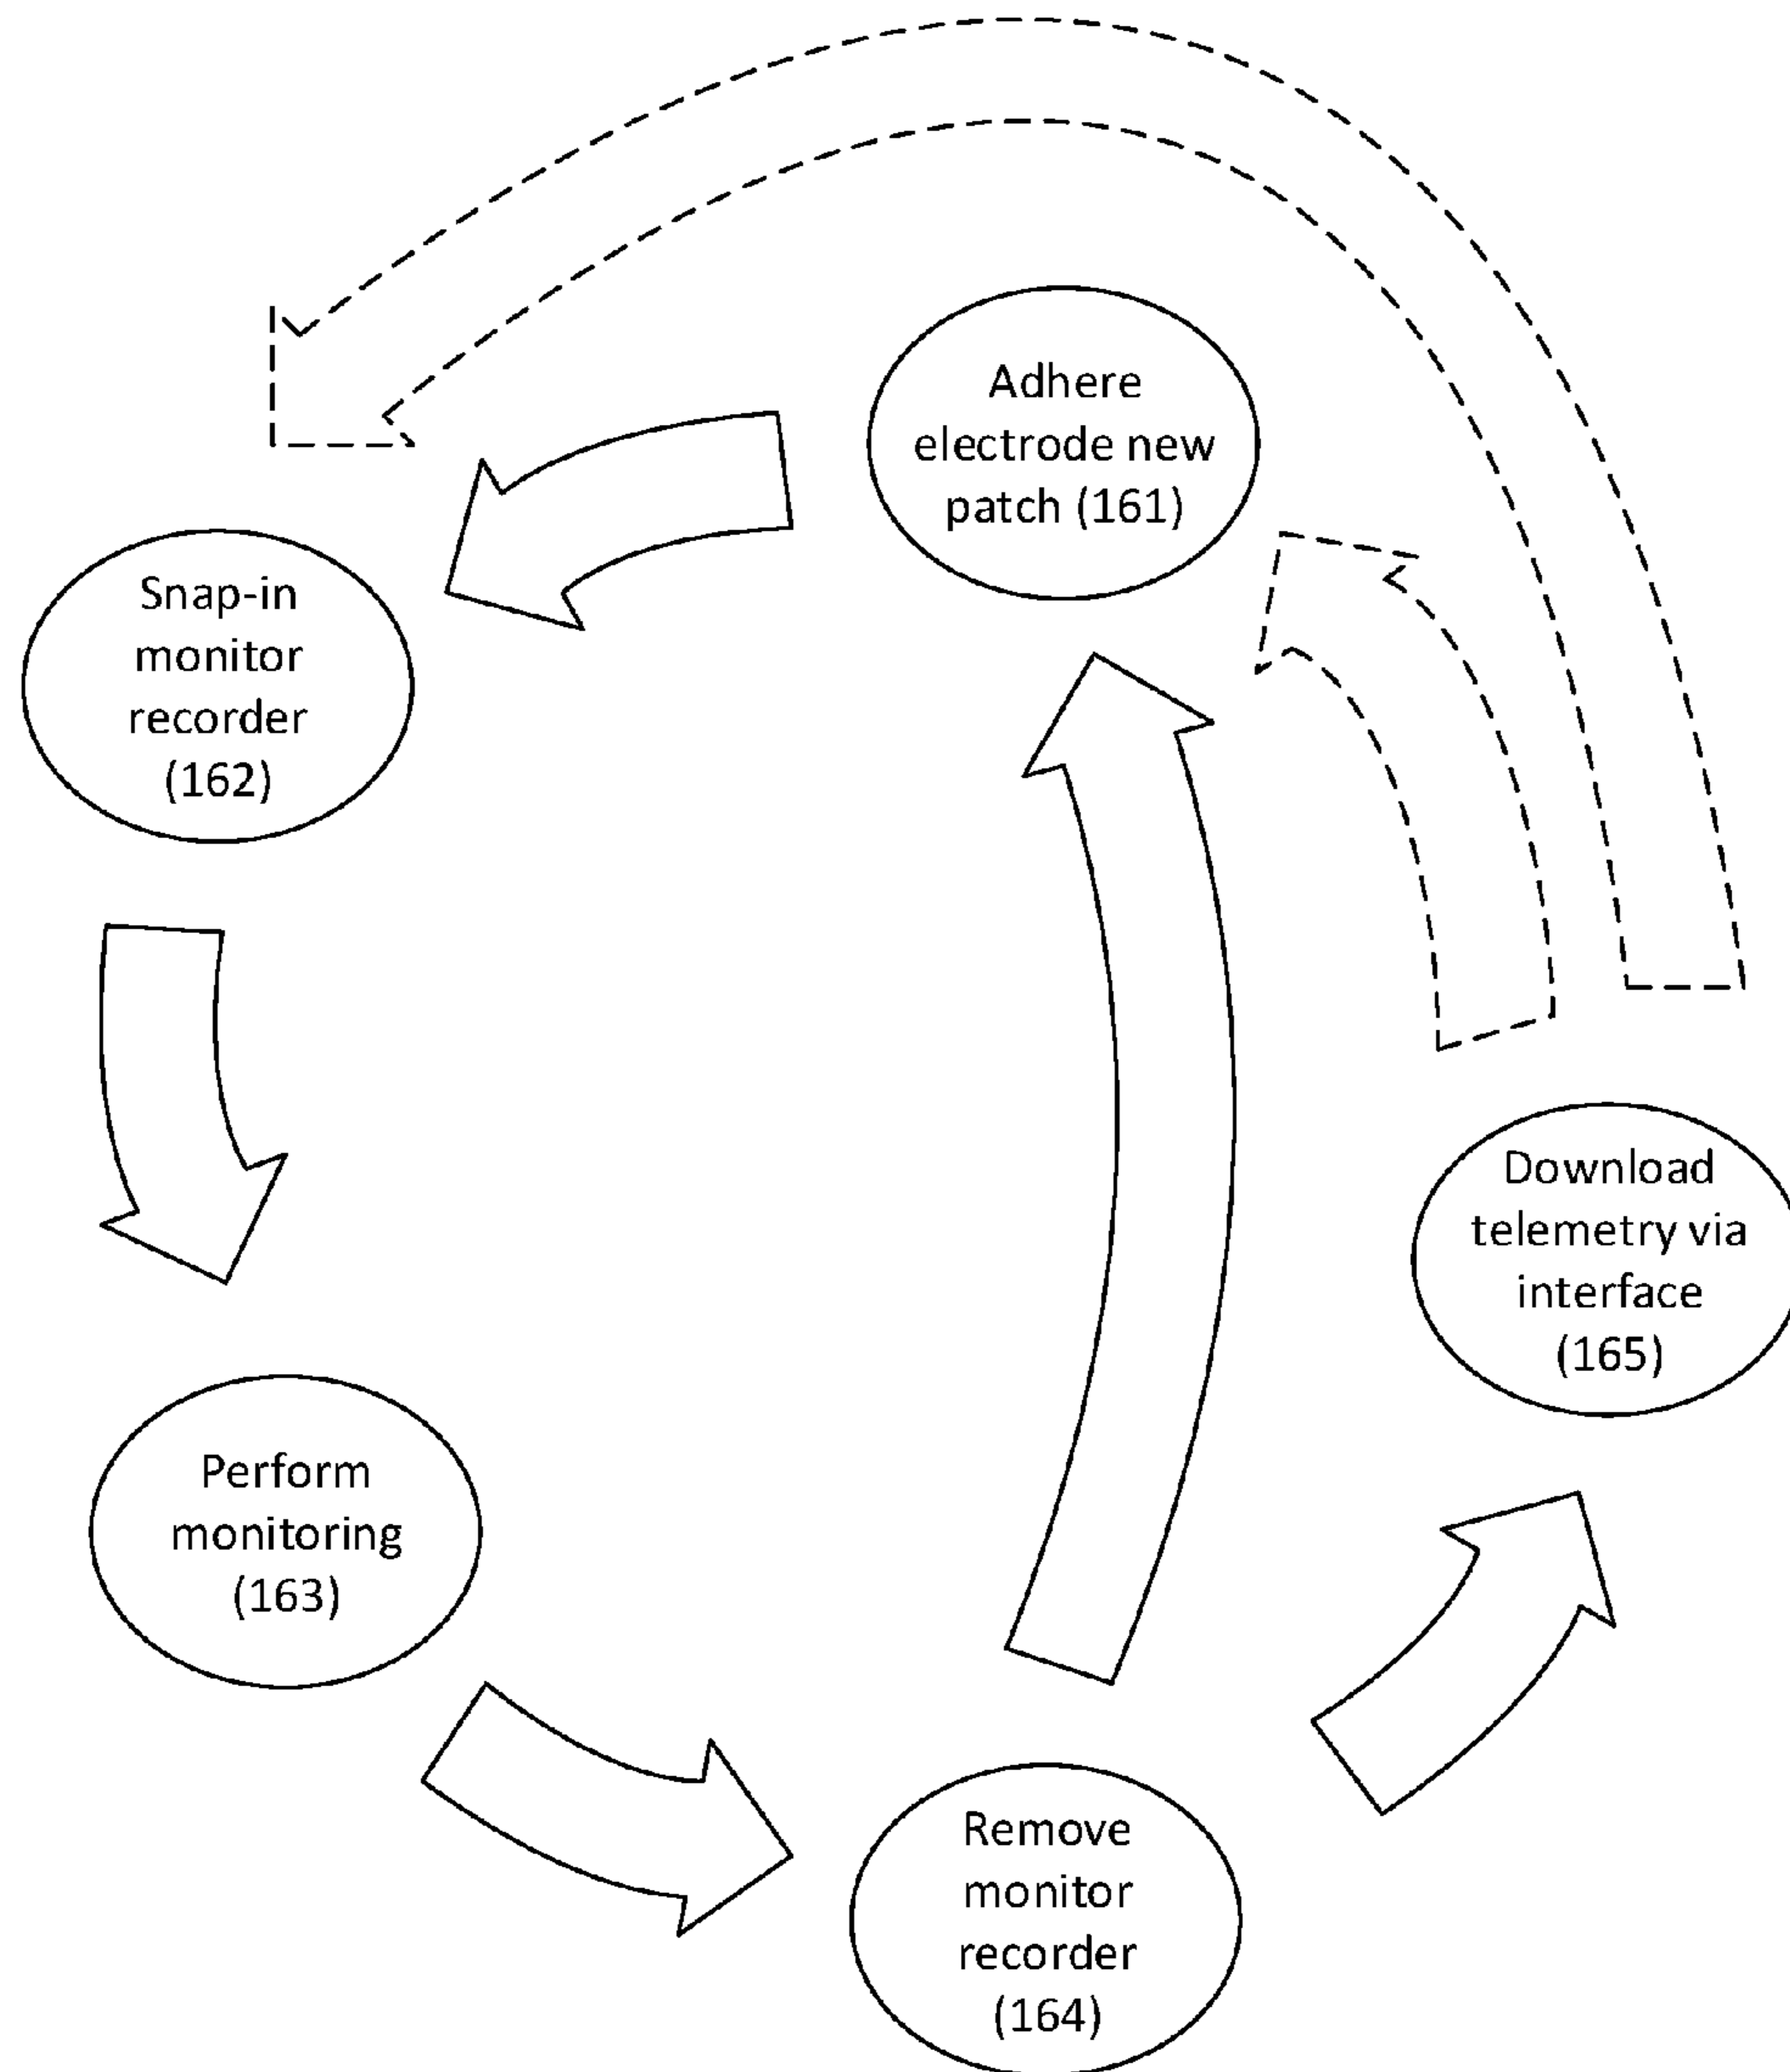 Adhere
electrode new
patch (161)
Snap-in
monitor
recorder
(162)
Perform
monitoring
(163)
Remove
monitor
recorder
(164)
Download
telemetry via
interface
(165)